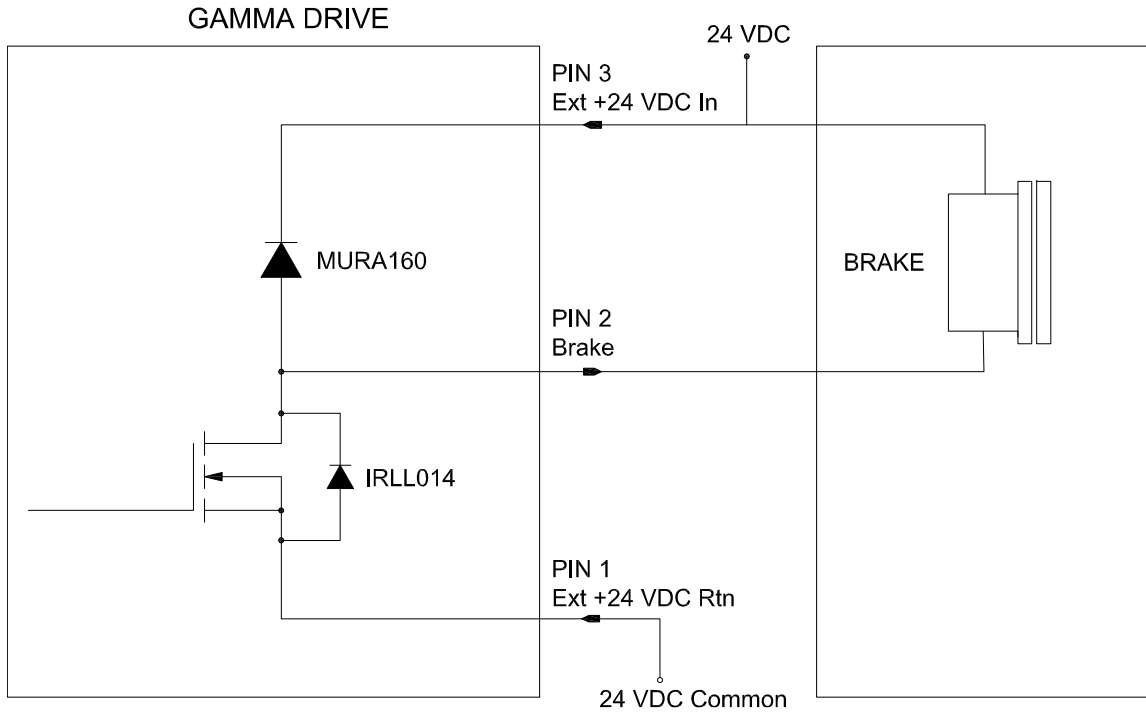 GAMMA DRIVE
24 VDC
PIN 3
Ext +24 VDC In
MURA160
BRAKE
PIN 2
Brake
IRLL014
PIN 1
Ext +24 VDC Rtn
24 VDC Common